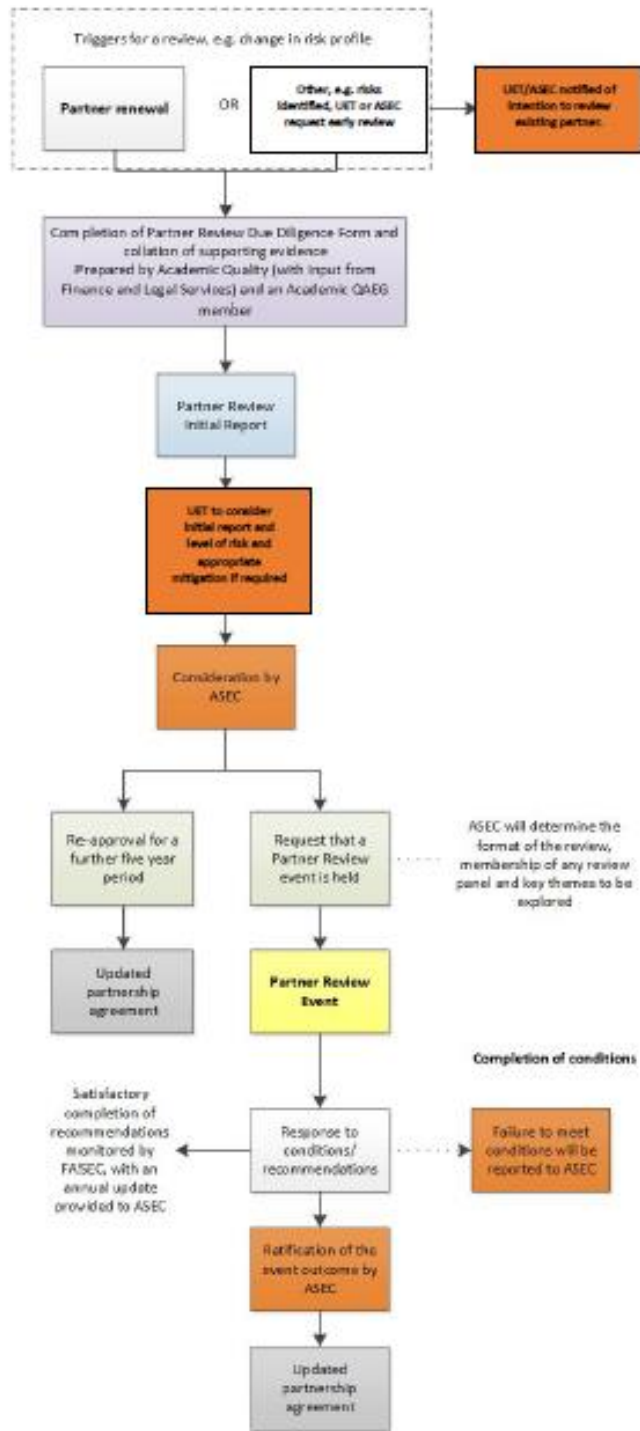 Triggers for a review, e.g. change in risk profile
Partner renewal
OR
Other, e.g. risks
identified, UET or ASEC
request early review
UET/ASEC notified of
intention to review
existing partner.
Completion of Partner Review Due Diligence Form and
collation of supporting evidence
Prepared by Academic Quality (with input from
Finance and Legal Services) and an Academic QAEG
member
Partner Review
Initial Report
UET to consider
initial report and
level of risk and
appropriate
mitigation if required
Consideration by
ASEC
Re-approval for a
further five year
period
Request that a
Partner Review
event is held
ASEC will determine the
format of the review,
membership of any review
panel and key themes to be
explored
Updated
partnership
agreement
Partner Review
Event
Completion of conditions
Satisfactory
completion of
recommendations
monitored by
FASEC, with an
annual update
provided to ASEC
Response to
conditions/
recommendations
Failure to meet
conditions will be
reported to ASEC
Ratification of the
event outcome by
ASEC
Updated
partnership
agreement